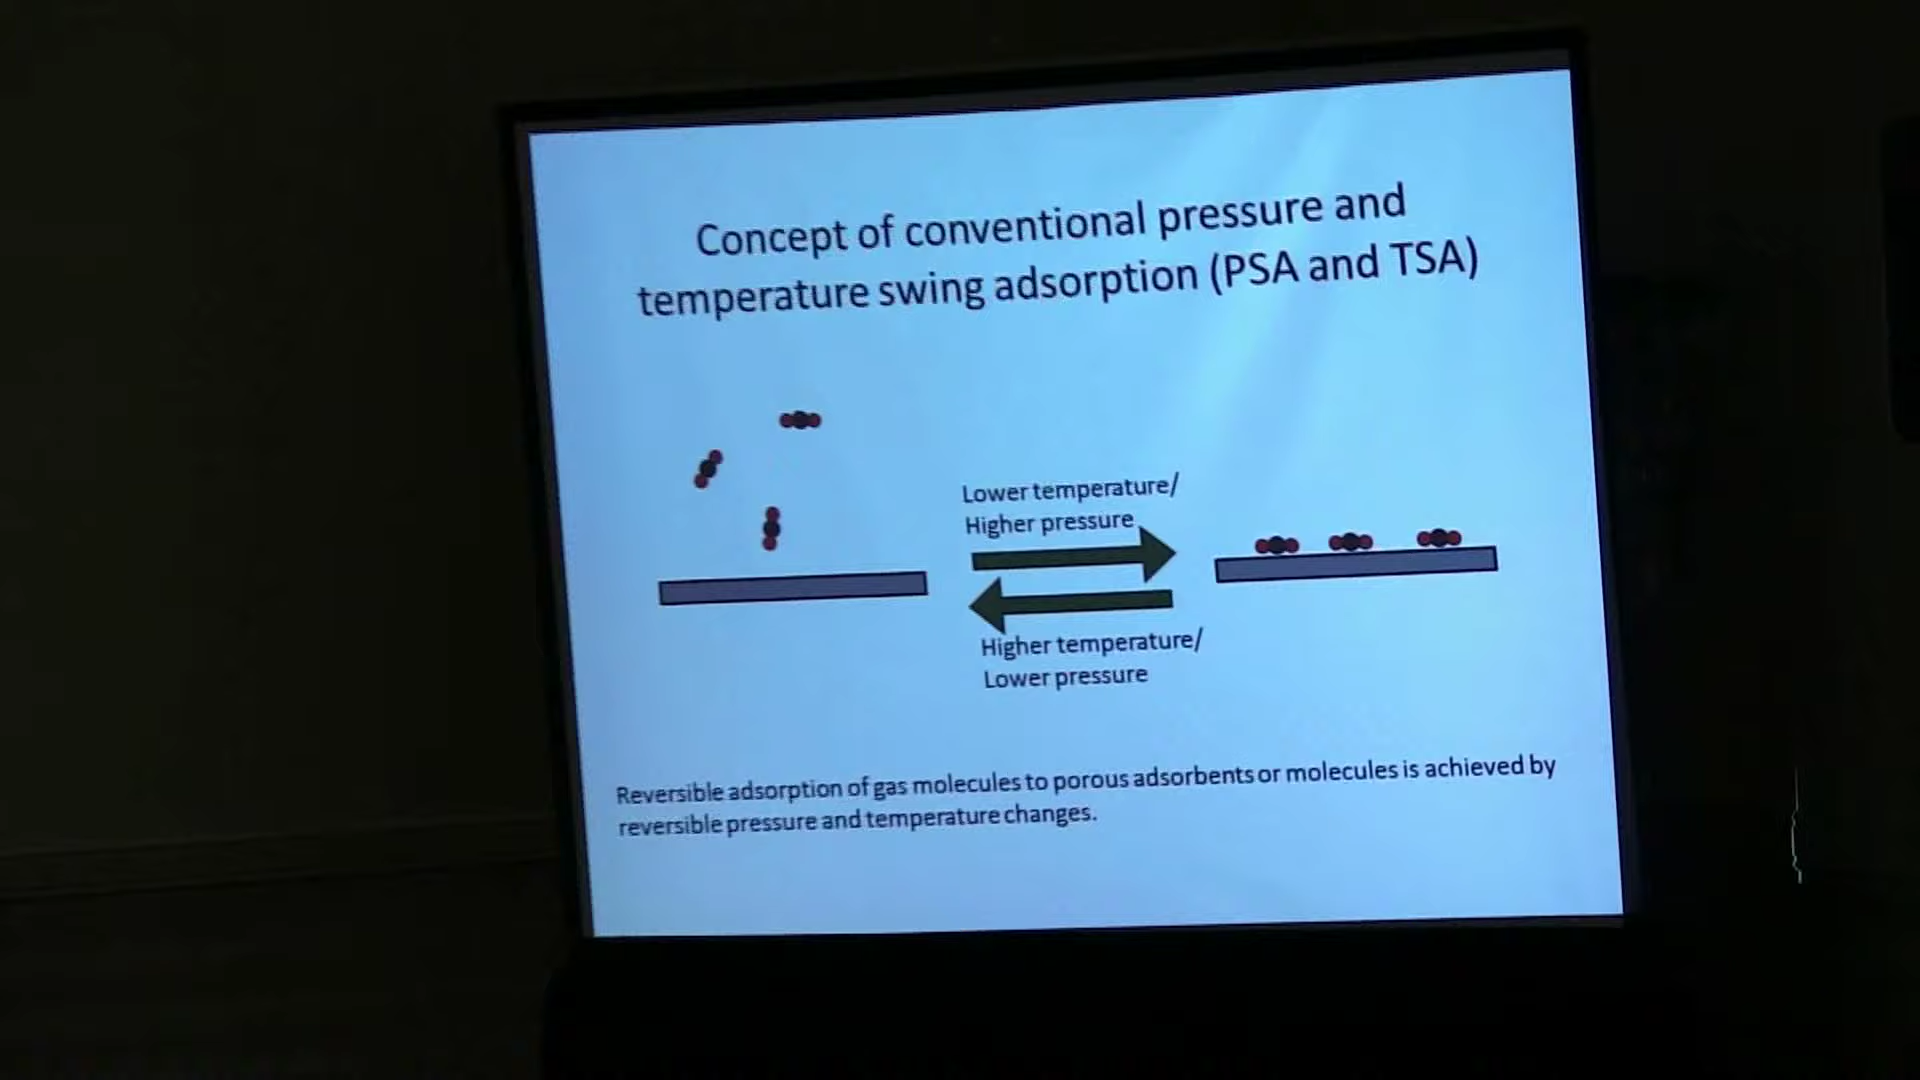 Concept of conventional pressure and
temperature swing adsorption (PSA and TSA)
Lower temperature/
Higher pressure
Higher temperature/
Lower pressure
Reversible adsorption of gas molecules to porous adsorbents or molecules is achieved by
reversible pressure and temperature changes.